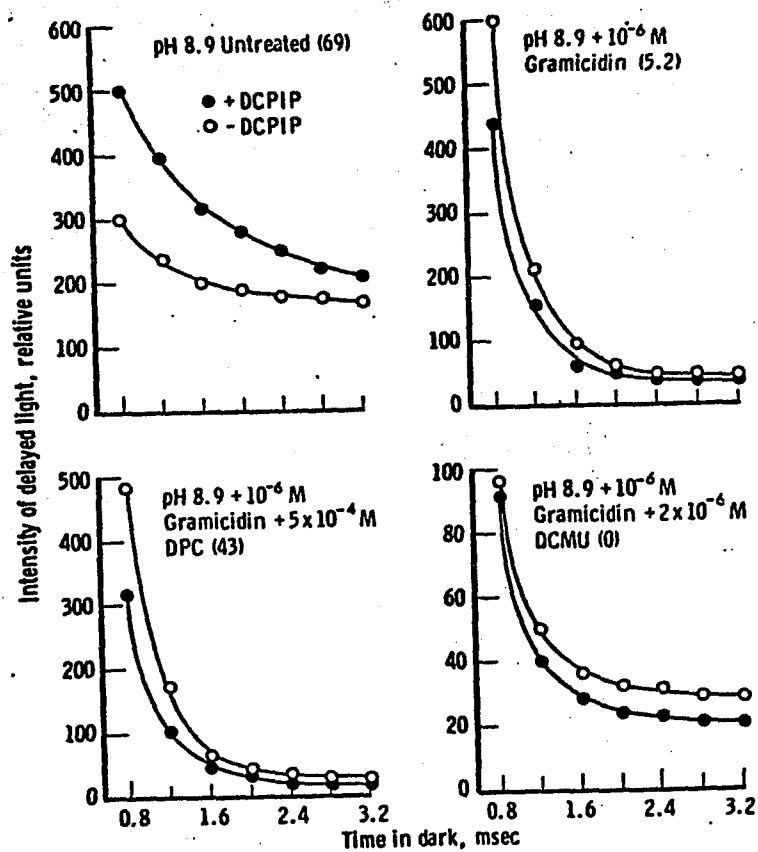 600
500
400
300
200
100
0
pH 8.9 Untreated (69)
+ DCPIP
- DCPIP
600
500
400
300
200
100
0
pH 8.9 + 10⁻⁶ M
Gramicidin (5.2)
Intensity of delayed light, relative units
500
400
300
200
100
0
pH 8.9 + 10⁻⁶ M
Gramicidin + 5 x 10⁻⁴ M
DPC (43)
0.8
1.6
2.4
3.2
100
80
60
40
20
0
pH 8.9 + 10⁻⁶ M
Gramicidin + 2 x 10⁻⁶ M
DCMU (0)
0.8
1.6
2.4
3.2
Time in dark, msec